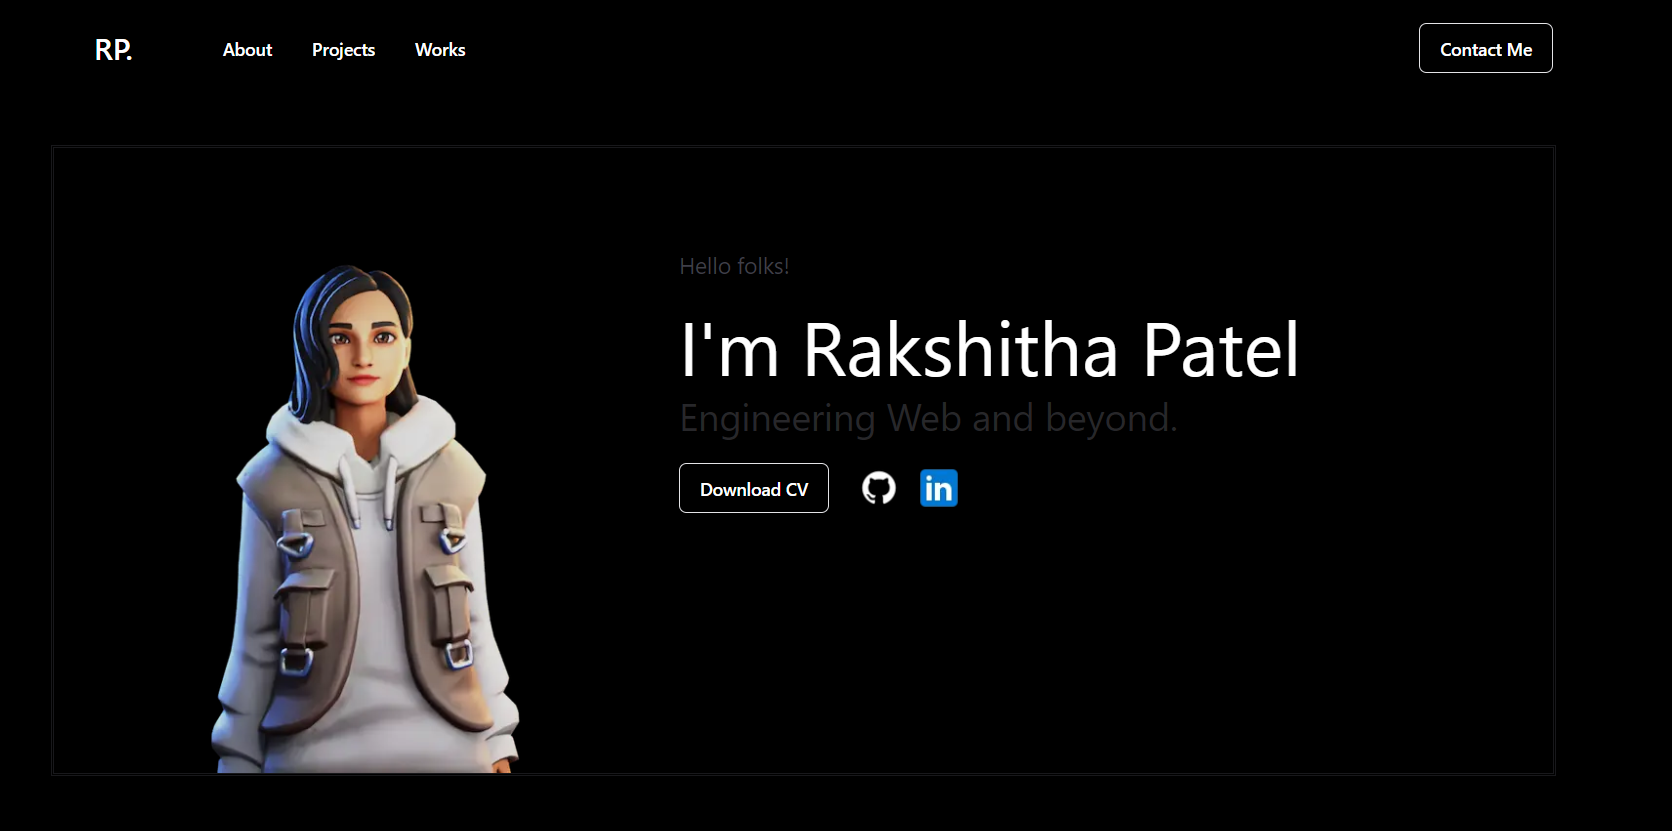 RP.
About
Projects
Works
Contact Me
Hello folks!
I'm Rakshitha Patel
Engineering Web and beyond.
Download CV
in